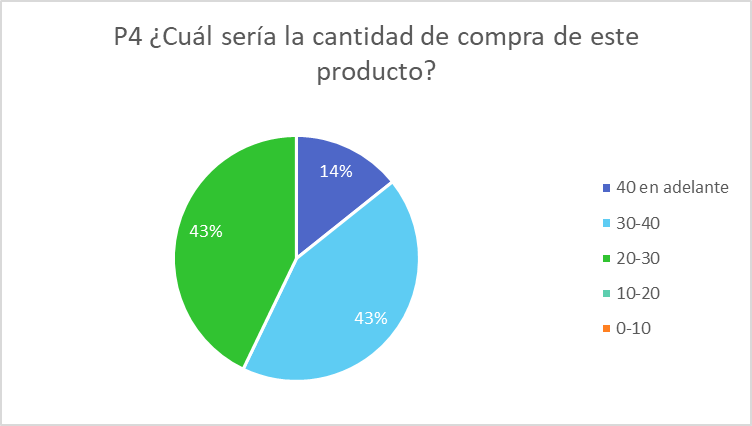 P4 ¿Cuál sería la cantidad de compra de este
producto?
14%
43%
43%
40 en adelante
30-40
20-30
10-20
0-10